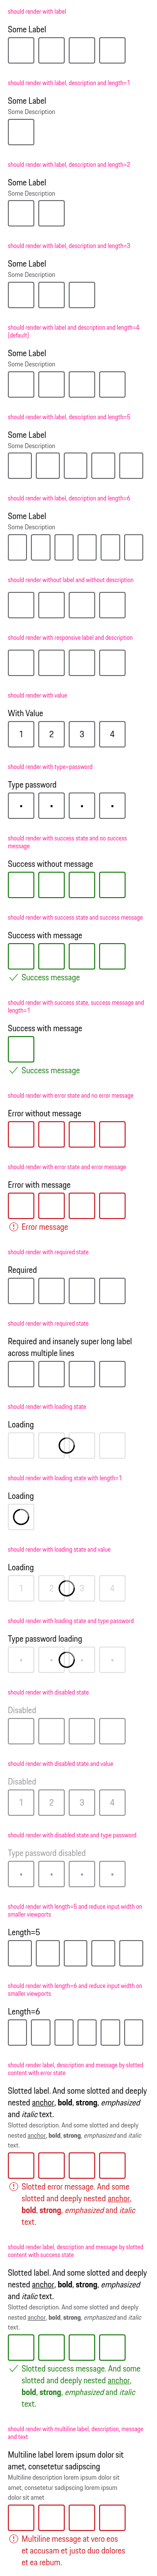 should render with label
Some Label
should render with label, description and length=1
Some Label
Some Description
should render with label, description and length=2
Some Label
Some Description
should render with label, description and length=3
Some Label
Some Description
should render with label and description and length=4
(default)
Some Label
Some Description
should render with label, description and length=5
Some Label
Some Description
should render with label, description and length=6
Some Label
Some Description
should render without label and without description
should render with responsive label and description
should render with value
With Value
1 2 3 4
should render with type=password
Type password
• • • •
should render with success state and no success
message
Success without message
should render with success state and success message
Success with message
Success message
should render with success state, success message and
length=1
Success with message
Success message
should render with error state and no error message
Error without message
should render with error state and error message
Error with message
Error message
should render with required state
Required
should render with required state
Required and insanely super long label
across multiple lines
should render with loading state
Loading
should render with loading state with length=1
Loading
should render with loading state and value
Loading
1 2 3 4
should render with loading state and type password
Type password loading
• • • •
should render with disabled state
Disabled
should render with disabled state and value
Disabled
1 2 3 4
should render with disabled state and type password
Type password disabled
• • • •
should render with length=5 and reduce input width on
smaller viewports
Length=5
should render with length=6 and reduce input width on
smaller viewports
Length=6
should render label, description and message by slotted
content with error state
Slotted label. And some slotted and deeply
nested anchor, bold, strong, emphasized
and italic text.
Slotted description. And some slotted and deeply
nested anchor, bold, strong, emphasized and italic
text.
Slotted error message. And some
slotted and deeply nested anchor,
bold, strong, emphasized and italic
text.
should render label, description and message by slotted
content with success state
Slotted label. And some slotted and deeply
nested anchor, bold, strong, emphasized
and italic text.
Slotted description. And some slotted and deeply
nested anchor, bold, strong, emphasized and italic
text.
Slotted success message. And some
slotted and deeply nested anchor,
bold, strong, emphasized and italic
text.
should render with multiline label, description, message
and text
Multiline label lorem ipsum dolor sit
amet, consetetur sadipscing
Multiline description lorem ipsum dolor sit
amet, consetetur sadipscing lorem ipsum
dolor sit amet
Multiline message at vero eos
et accusam et justo duo dolores
et ea rebum.